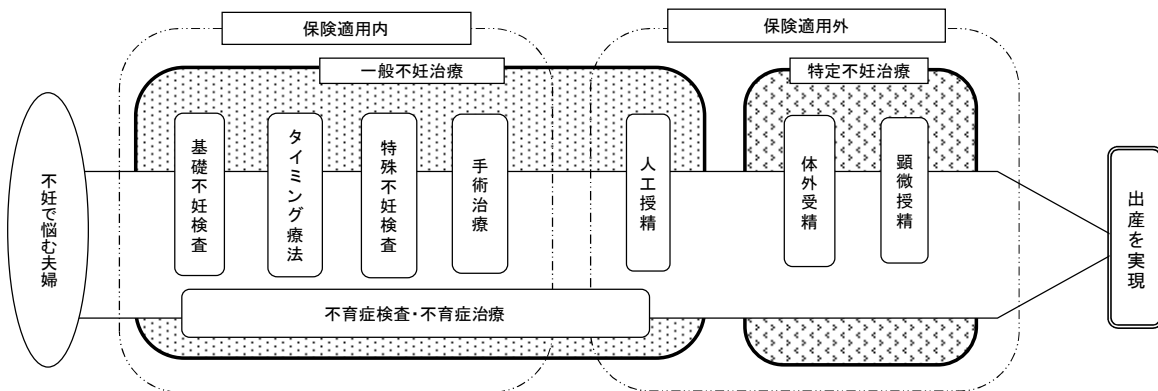 保険適用内
保険適用外
一般不妊治療
特定不妊治療
不妊で悩む夫婦
基礎不妊検査
タイミング療法
特殊不妊検査
手術治療
人工授精
体外受精
顕微授精
出産を実現
不育症検査・不育症治療